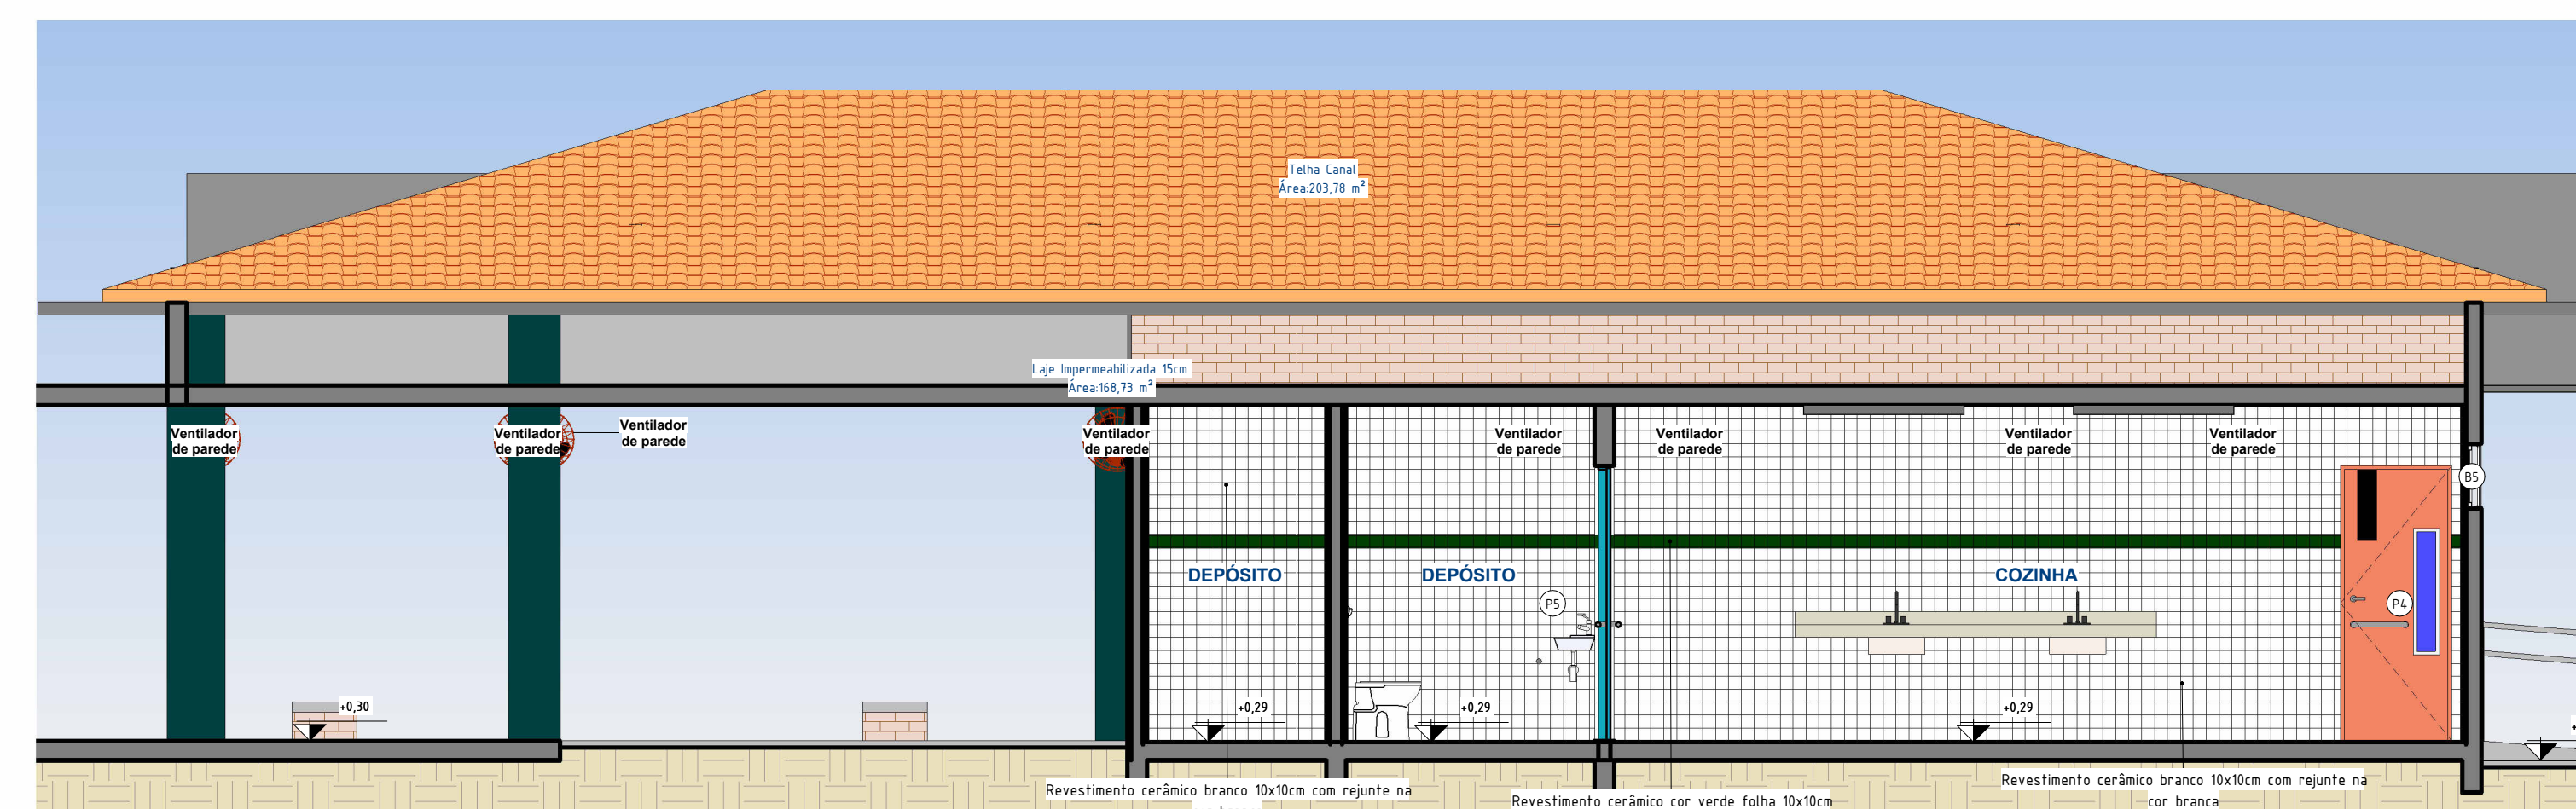 Telha Canal
Área:203,78 m²
Laje Impermeabilizada 15cm
Área:168,73 m²
Ventilador
de parede
Ventilador
de parede
Ventilador
de parede
Ventilador
de parede
Ventilador
de parede
Ventilador
de parede
Ventilador
de parede
Ventilador
de parede
B5
DEPÓSITO
DEPÓSITO
COZINHA
P5
P4
+0,30
+0,29
+0,29
+0,29
Revestimento cerâmico branco 10x10cm com rejunte na
Revestimento cerâmico cor verde folha 10x10cm
Revestimento cerâmico branco 10x10cm com rejunte na
cor branca